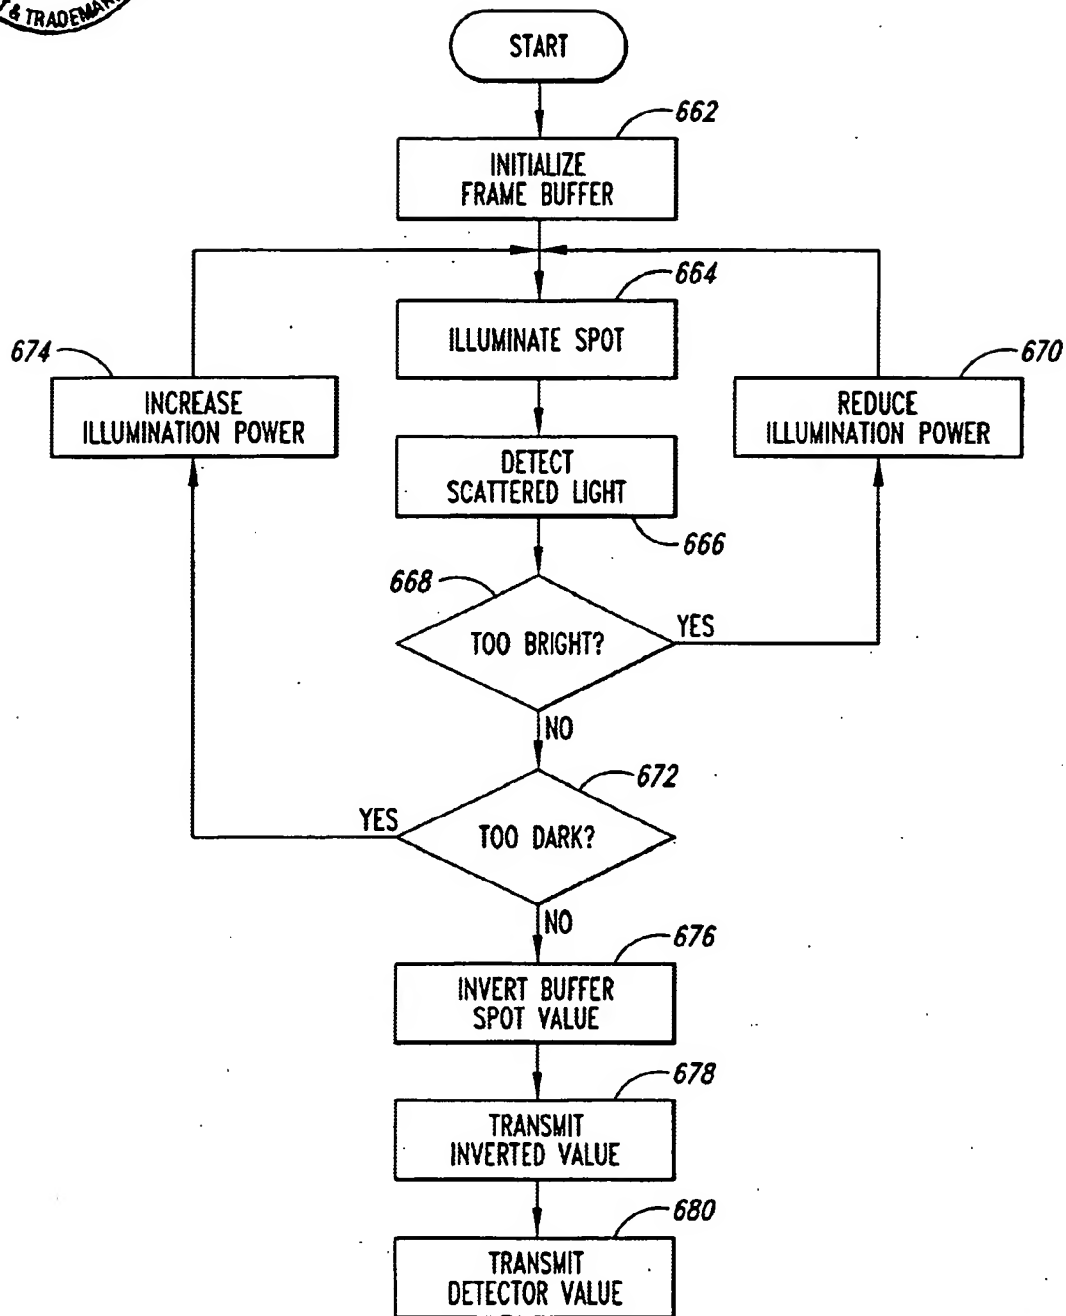 & TRADEMARK
START
662
INITIALIZE
FRAME BUFFER
664
ILLUMINATE SPOT
674
INCREASE
ILLUMINATION POWER
670
REDUCE
ILLUMINATION POWER
DETECT
SCATTERED LIGHT
666
668
TOO BRIGHT?
YES
NO
672
TOO DARK?
YES
NO
676
INVERT BUFFER
SPOT VALUE
678
TRANSMIT
INVERTED VALUE
680
TRANSMIT
DETECTOR VALUE